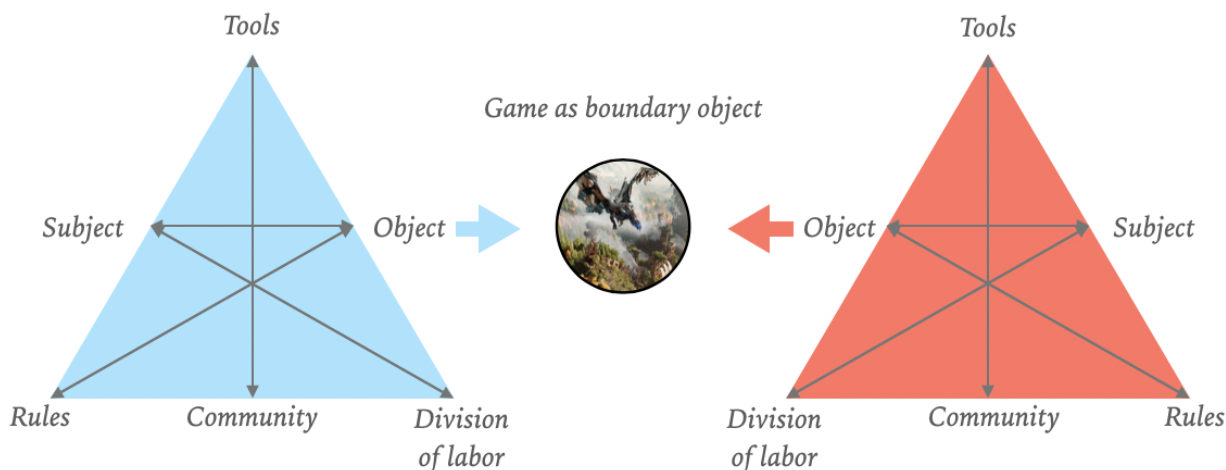 Tools
Tools
Game as boundary object
Subject
Object
Object
Subject
Rules
Community
Division
of labor
Division
of labor
Community
Rules